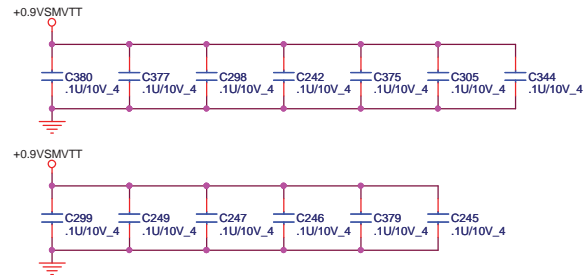 +0.9VSMVTT
C380 C377 C298 C242 C375 C305 C344
.1U/10V_4 .1U/10V_4 .1U/10V_4 .1U/10V_4 .1U/10V_4 .1U/10V_4 .1U/10V_4
+0.9VSMVTT
C299 C249 C247 C246 C379 C245
.1U/10V_4 .1U/10V_4 .1U/10V_4 .1U/10V_4 .1U/10V_4 .1U/10V_4